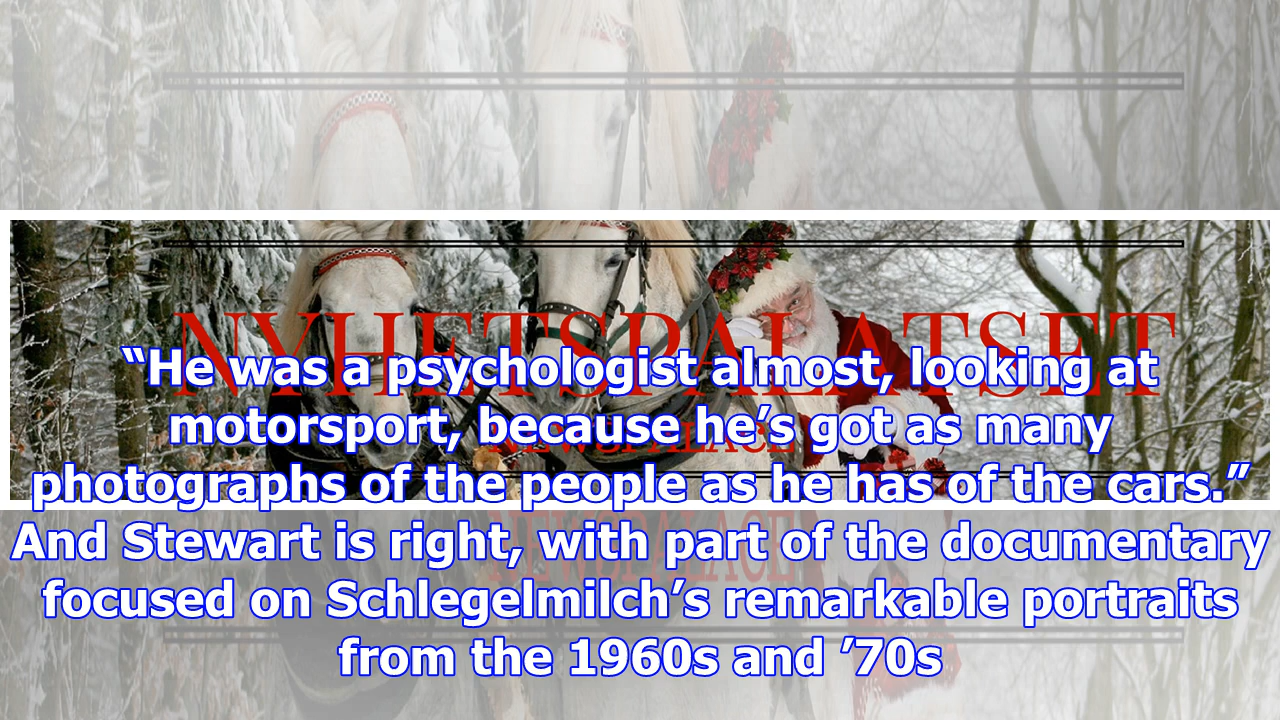 NYHETSPALATSET
“He was a psychologist almost, looking at
motorsport, because he’s got as many
NEWSPALACE
photographs of the people as he has of the cars.”
And Stewart is right, with part of the documentary
NEWSPALACE
focused on Schlegelmilch’s remarkable portraits
from the 1960s and ’70s